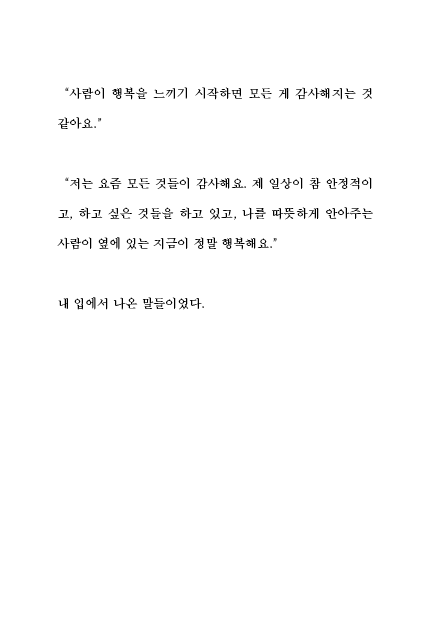 “사람이 행복을 느끼기 시작하면 모든 게 감사해지는 것
같아요.”
“저는 요즘 모든 것들이 감사해요. 제 일상이 참 안정적이
고, 하고 싶은 것들을 하고 있고, 나를 따뜻하게 안아주는
사람이 옆에 있는 지금이 정말 행복해요.”
내 입에서 나온 말들이었다.